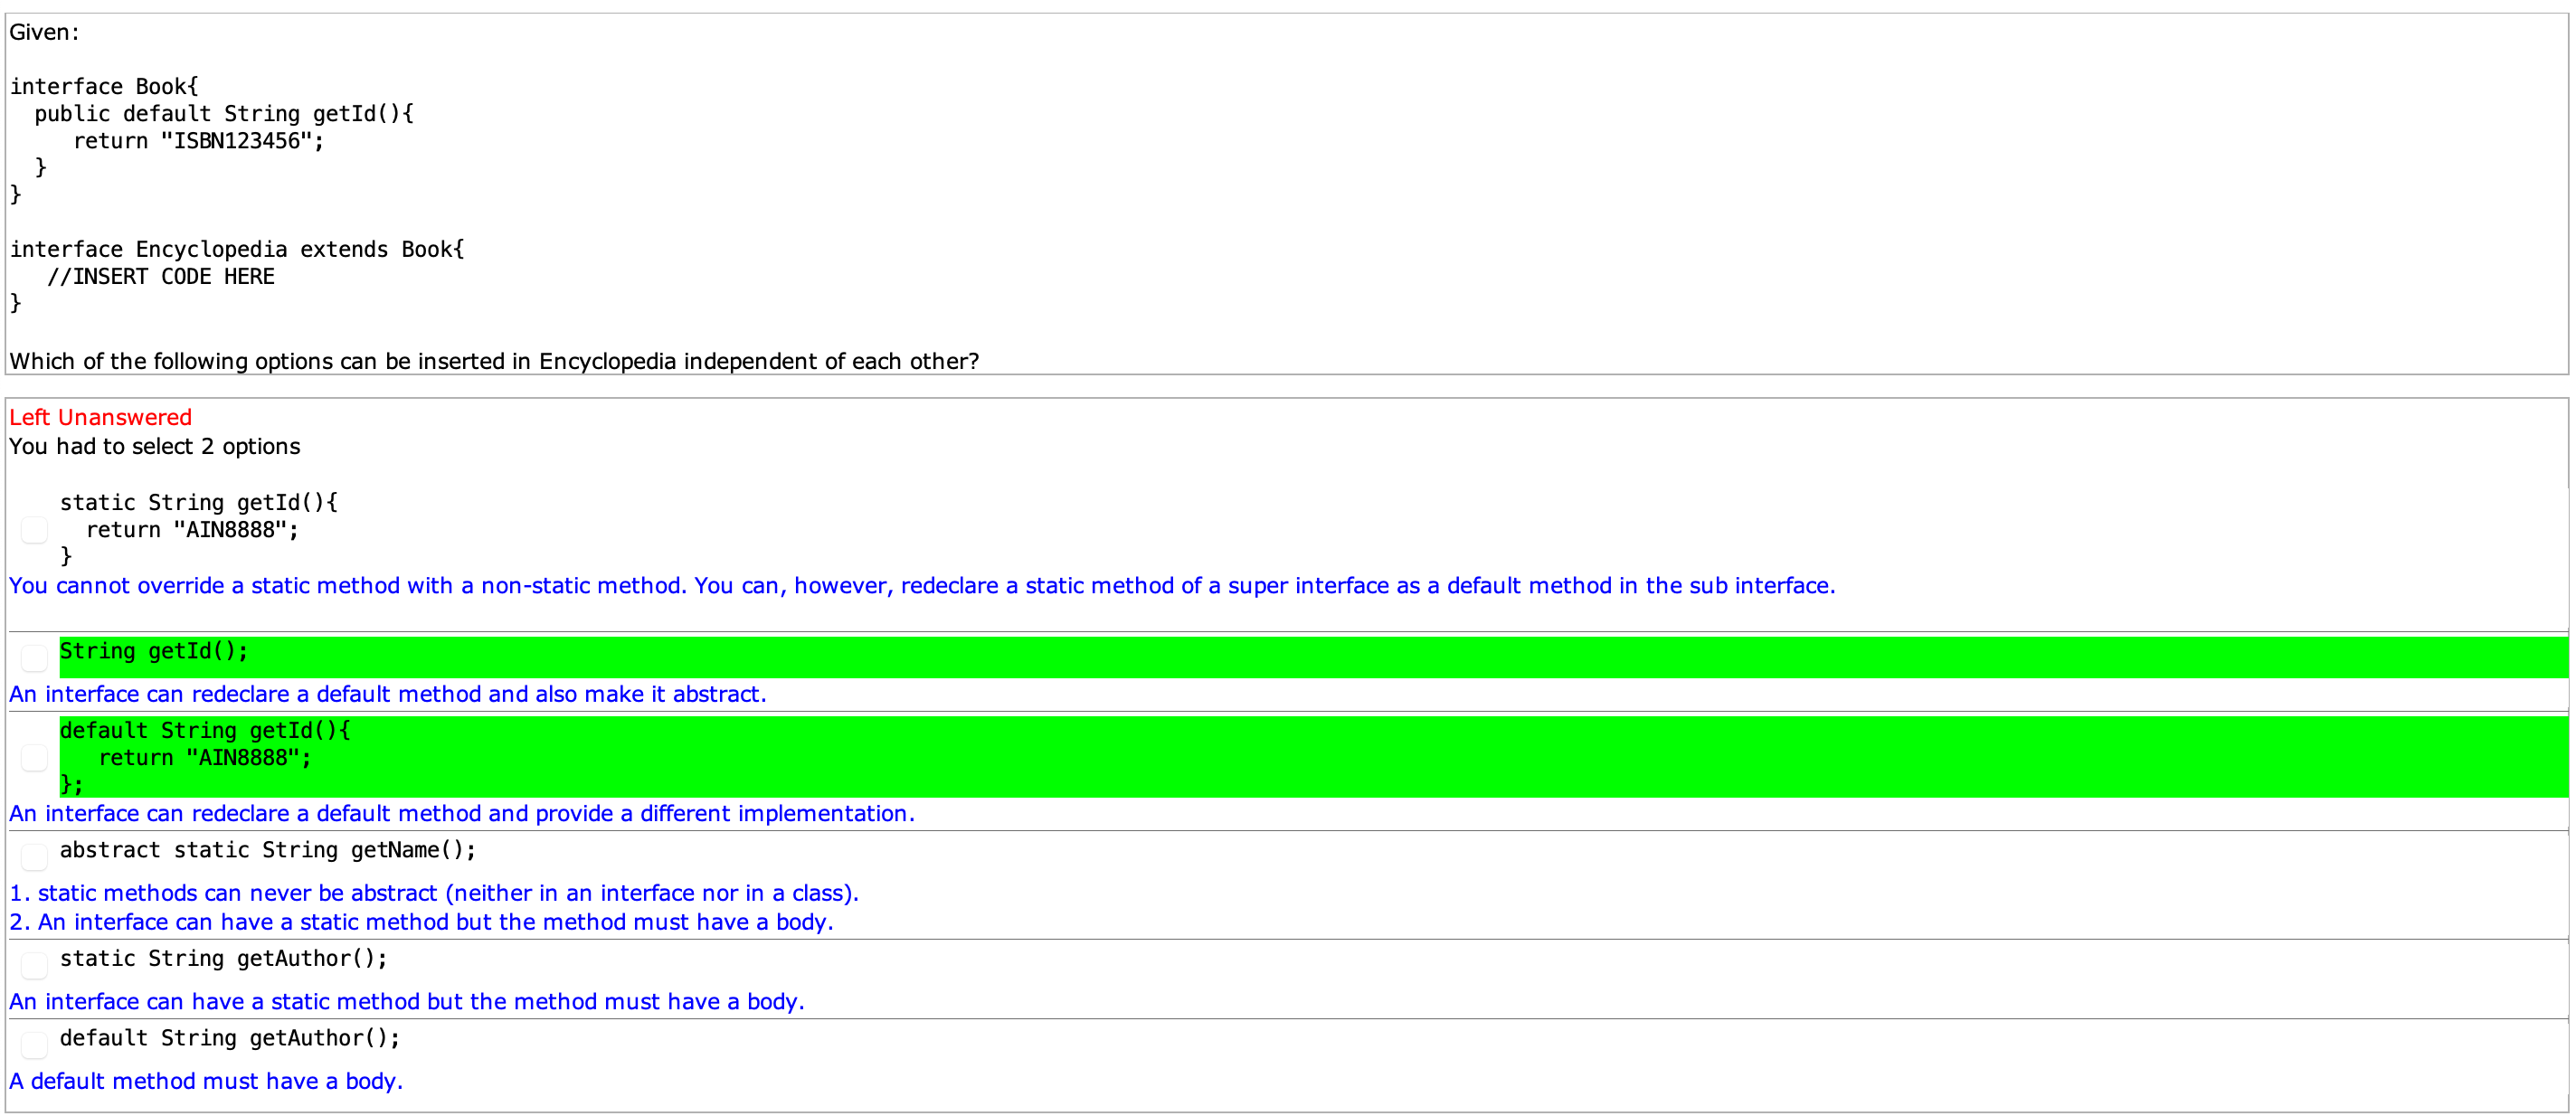 Given:
interface Book{
  public default String getId(){
     return "ISBN123456";
  }
}
interface Encyclopedia extends Book{
   //INSERT CODE HERE
}
Which of the following options can be inserted in Encyclopedia independent of each other?
Left Unanswered
You had to select 2 options
static String getId(){
  return "AIN8888";
}
You cannot override a static method with a non-static method. You can, however, redeclare a static method of a super interface as a default method in the sub interface.
String getId();
An interface can redeclare a default method and also make it abstract.
default String getId(){
   return "AIN8888";
};
An interface can redeclare a default method and provide a different implementation.
abstract static String getName();
1. static methods can never be abstract (neither in an interface nor in a class).
2. An interface can have a static method but the method must have a body.
static String getAuthor();
An interface can have a static method but the method must have a body.
default String getAuthor();
A default method must have a body.